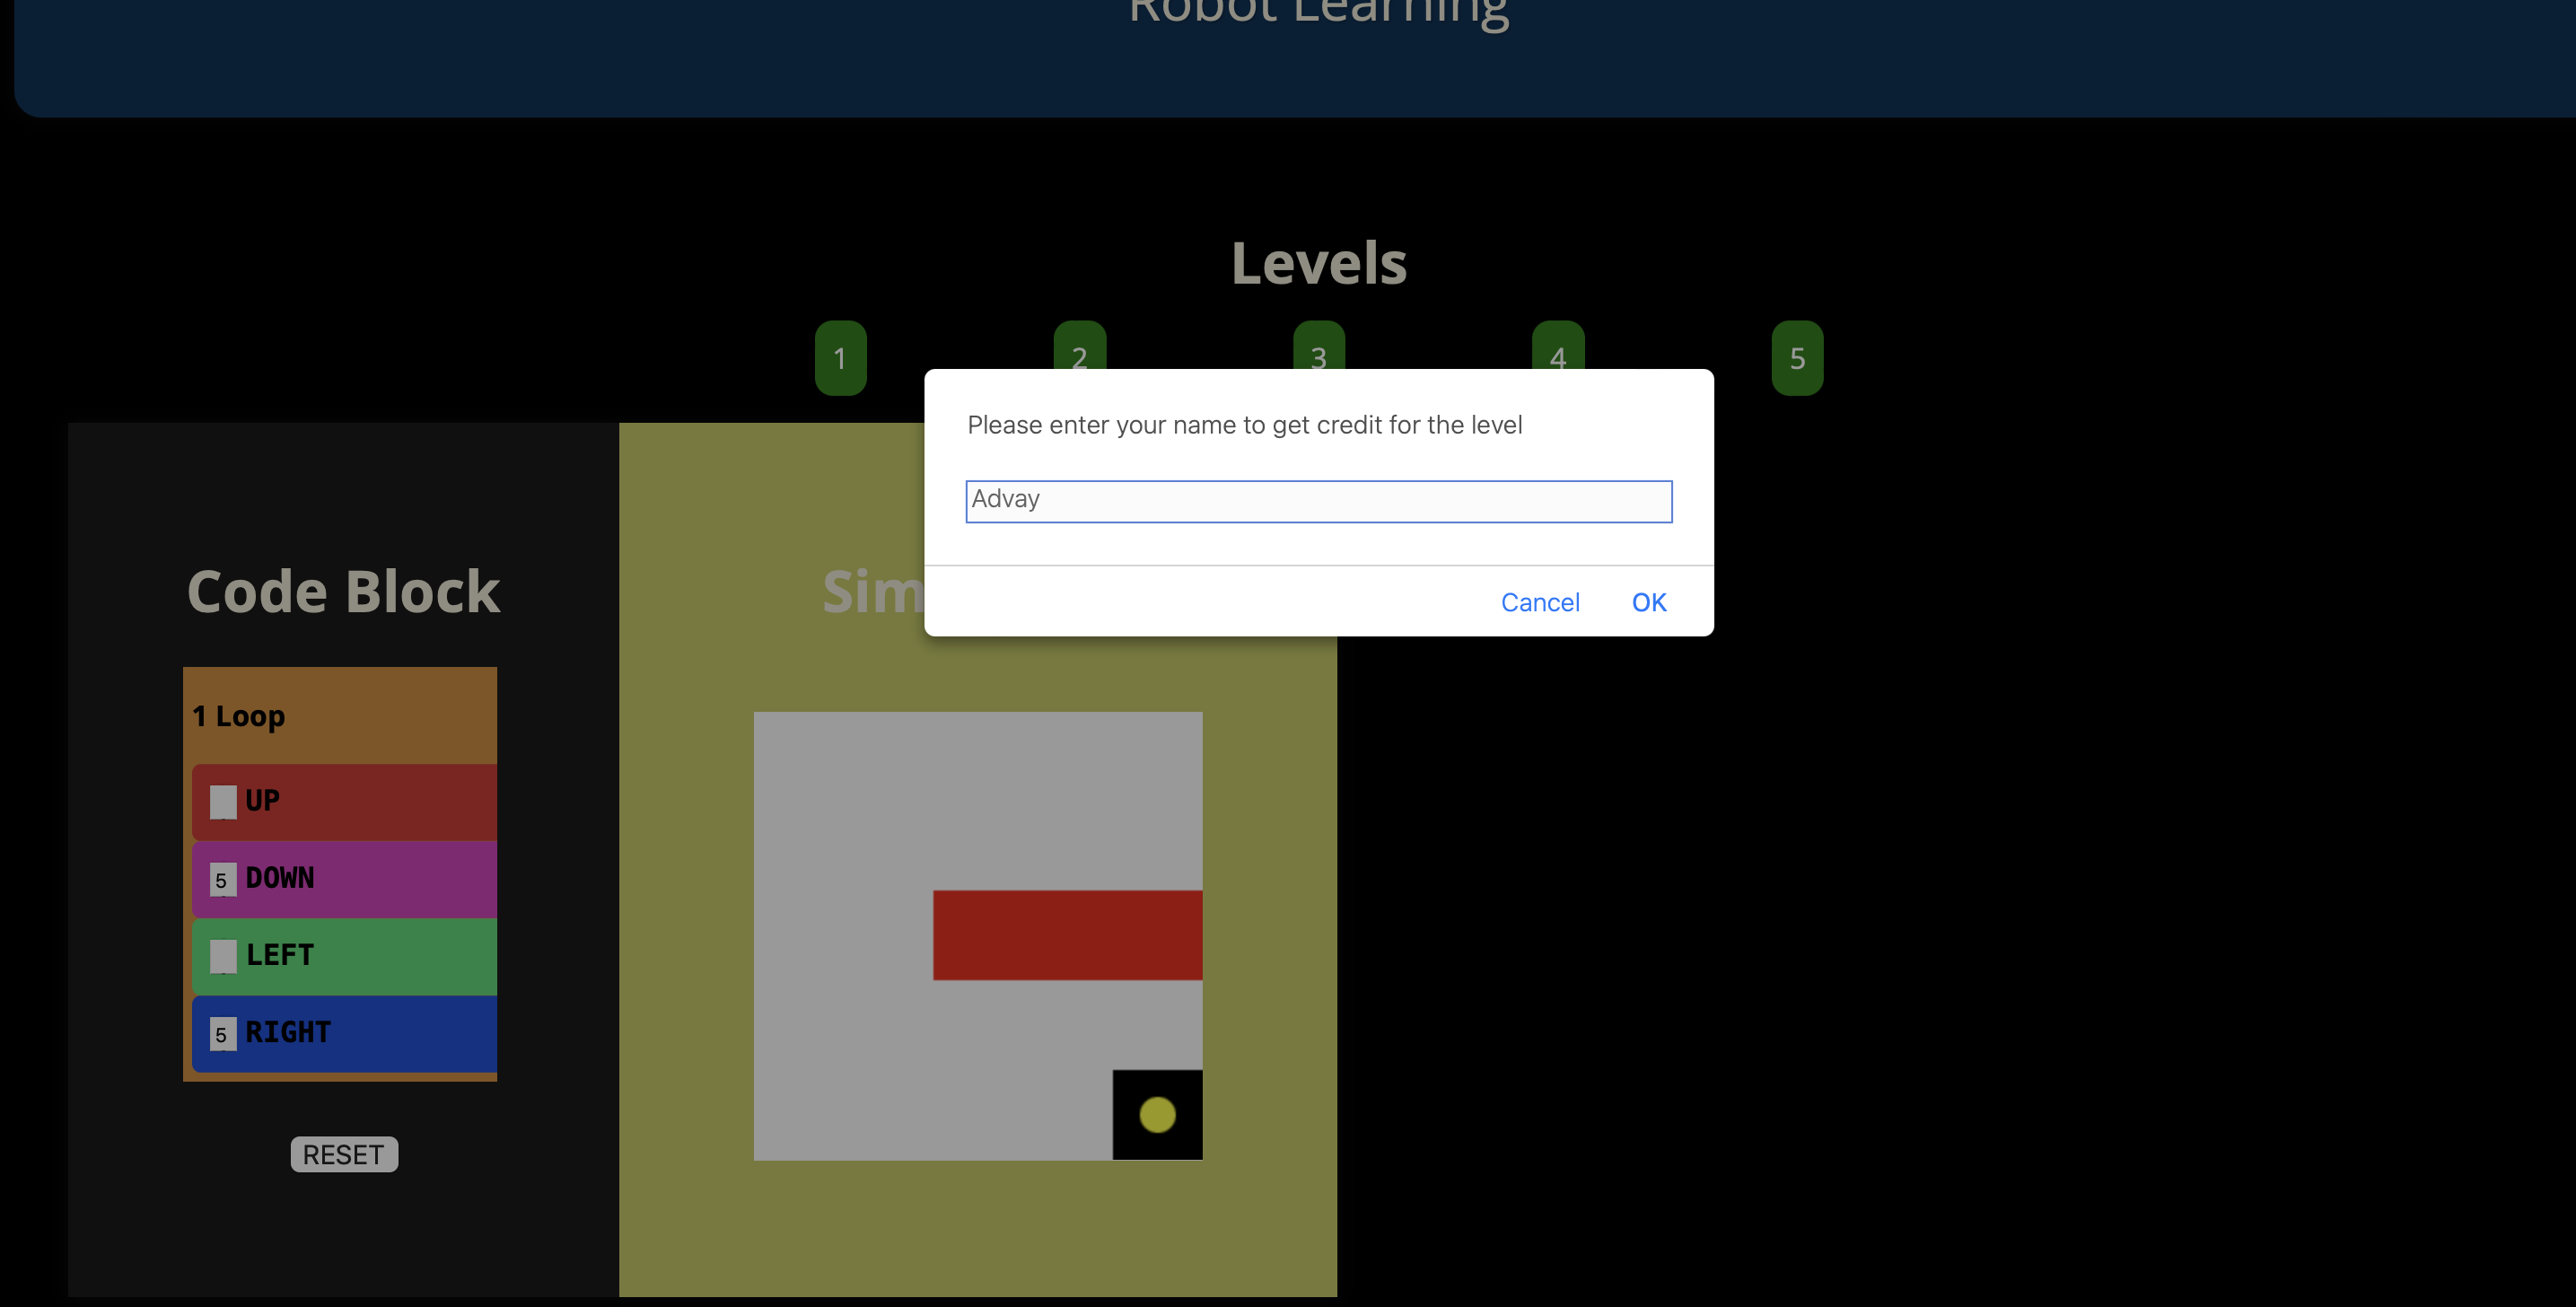 Robot Learning
Levels
1 2 3 4 5
Please enter your name to get credit for the level
Advay
Cancel OK
Code Block
Sim
1 Loop
UP
5 DOWN
LEFT
5 RIGHT
RESET